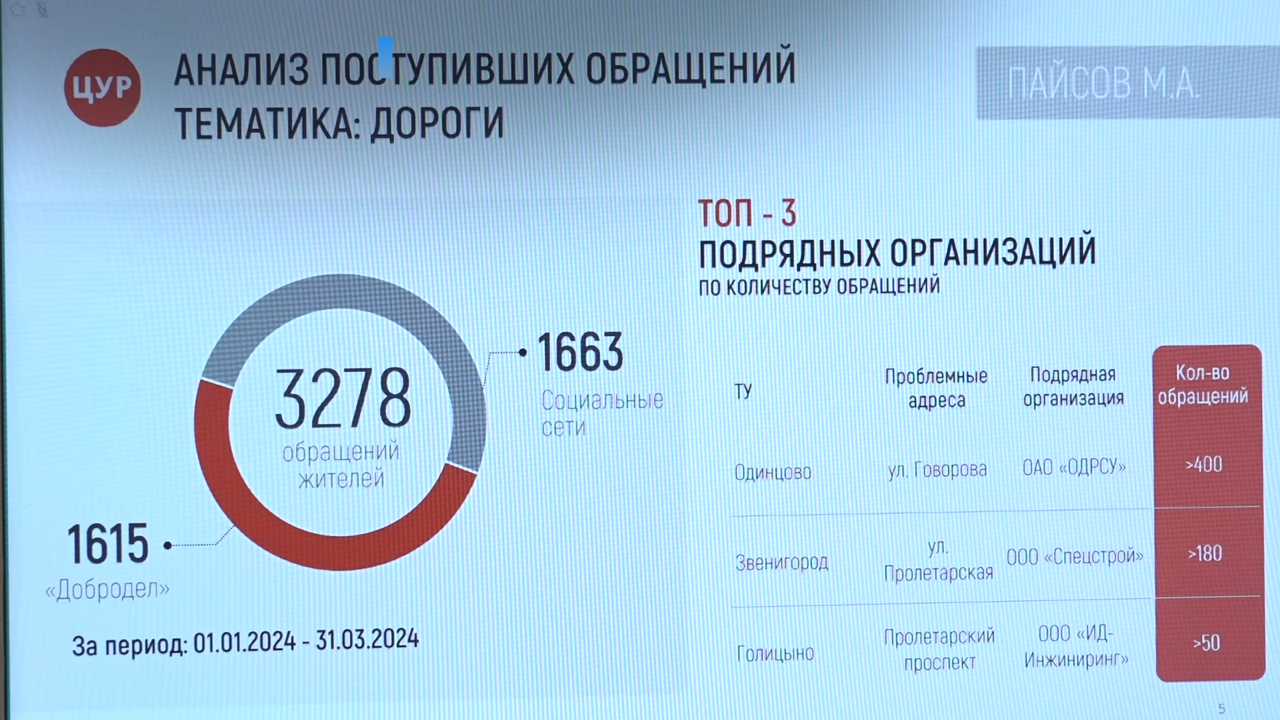 ЦУР
АНАЛИЗ ПОСТУПИВШИХ ОБРАЩЕНИЙ
ТЕМАТИКА: ДОРОГИ
ПАЙСОВ М.А.
3278
обращений
жителей
1663
Социальные
сети
1615
«Добродел»
За период: 01.01.2024 - 31.03.2024
ТОП - 3
ПОДРЯДНЫХ ОРГАНИЗАЦИЙ
ПО КОЛИЧЕСТВУ ОБРАЩЕНИЙ
ТУ
Проблемные
адреса
Подрядная
организация
Кол-во
обращений
Одинцово
ул. Говорова
ОАО «ОДРСУ»
>400
Звенигород
ул.
Пролетарская
ООО «Спецстрой»
>180
Голицыно
Пролетарский
проспект
ООО «ИД-
Инжиниринг»
>50
5